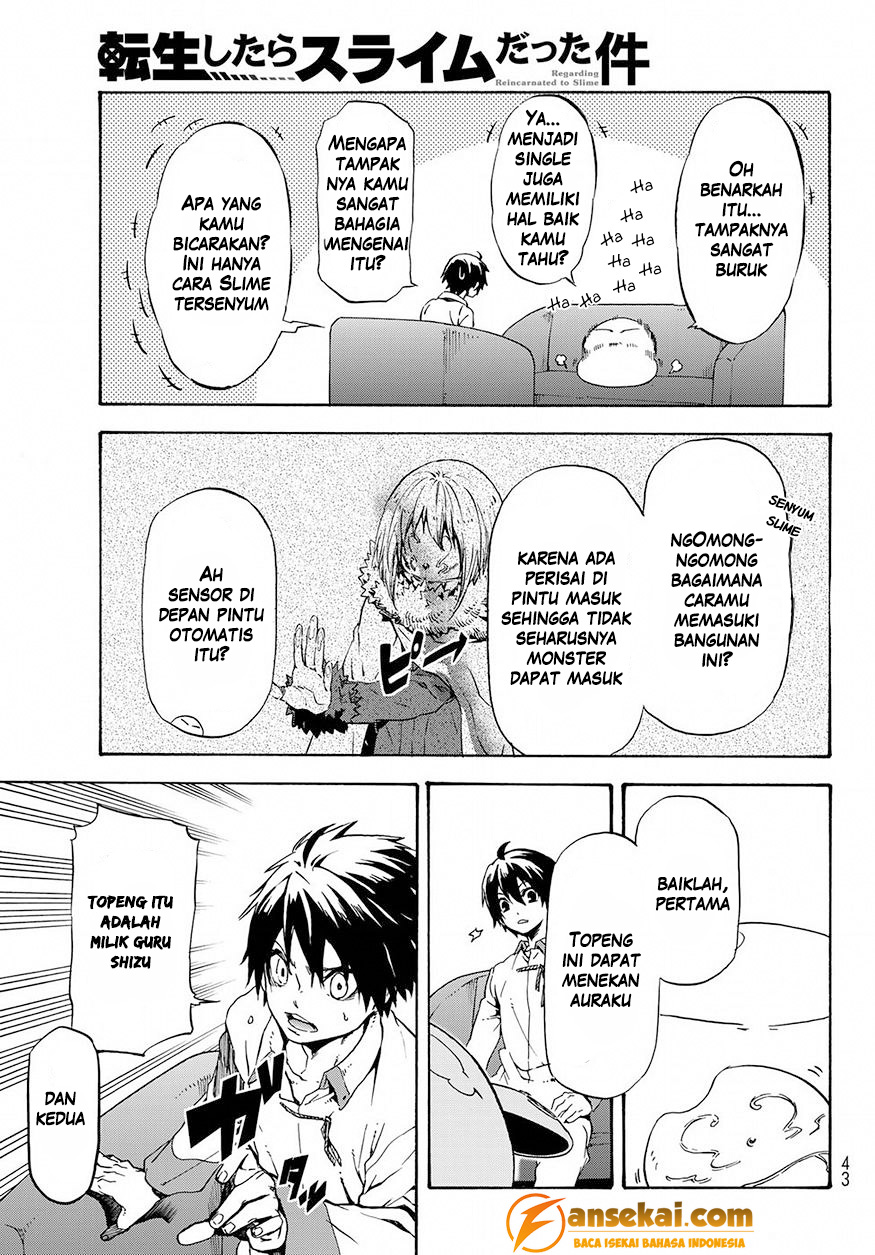 転生したらスライムだった件
Regarding
Reincarnated to Slime
OH
BENARKAH
ITU...
TAMPAKNYA
SANGAT
BURUK
Ha
Ha
Ha
Ha
Ha
Ha
Ha
Ha
Ha
YA...
MENJADI
SINGLE
JUGA
MEMILIKI
HAL BAIK
KAMU
TAHU?
MENGAPA
TAMPAK
NYA KAMU
SANGAT
BAHAGIA
MENGENAI
ITU?
APA YANG
KAMU
BICARAKAN?
INI HANYA
CARA SLIME
TERSENYUM
SENYUM
SLIME
NGOMONG-
NGOMONG
BAGAIMANA
CARAMU
MEMASUKI
BANGUNAN
INI?
KARENA ADA
PERISAI DI
PINTU MASUK
SEHINGGA TIDAK
SEHARUSNYA
MONSTER
DAPAT MASUK
ピー
AH
SENSOR DI
DEPAN PINTU
OTOMATIS
ITU?
BAIKLAH,
PERTAMA
TOPENG
INI DAPAT
MENEKAN
AURAKU
TOPENG ITU
ADALAH
MILIK GURU
SHIZU
ガバ
DAN
KEDUA
43
Fansekai.com
BACA ISEKAI BAHASA INDONESIA